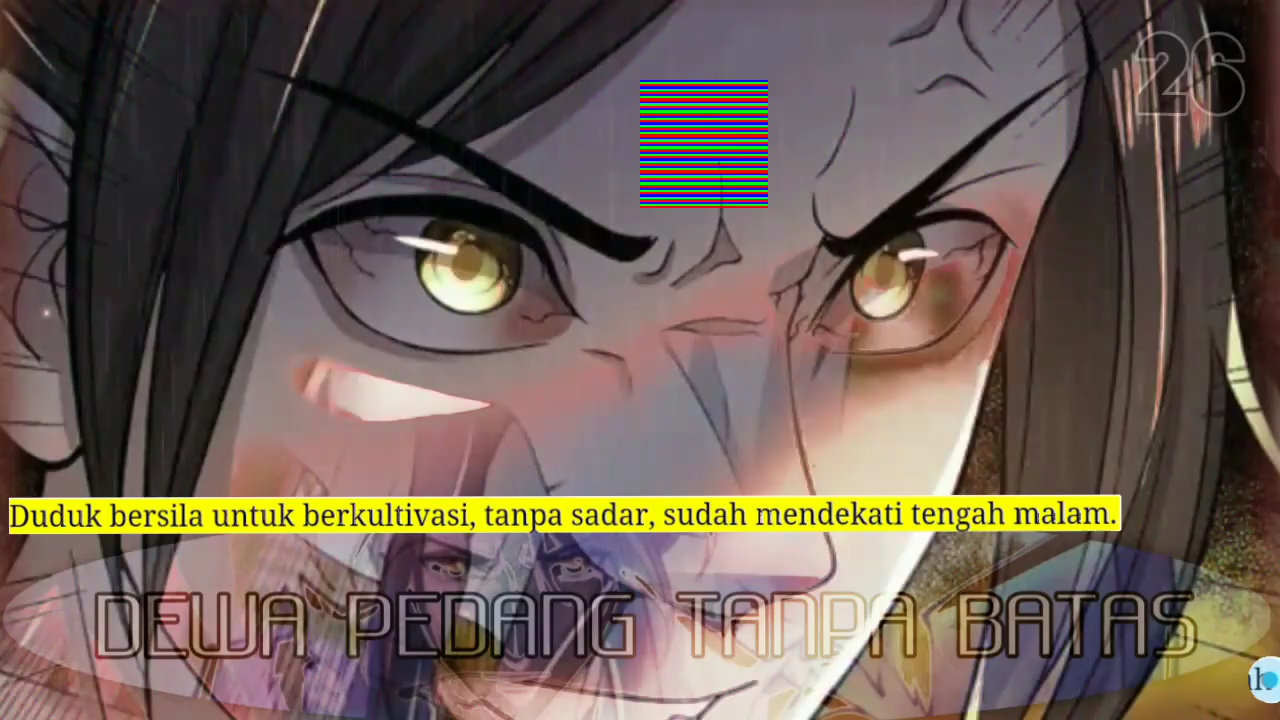 26
Duduk bersila untuk berkultivasi, tanpa sadar, sudah mendekati tengah malam.
DEWA PEDANG TANPA BATAS